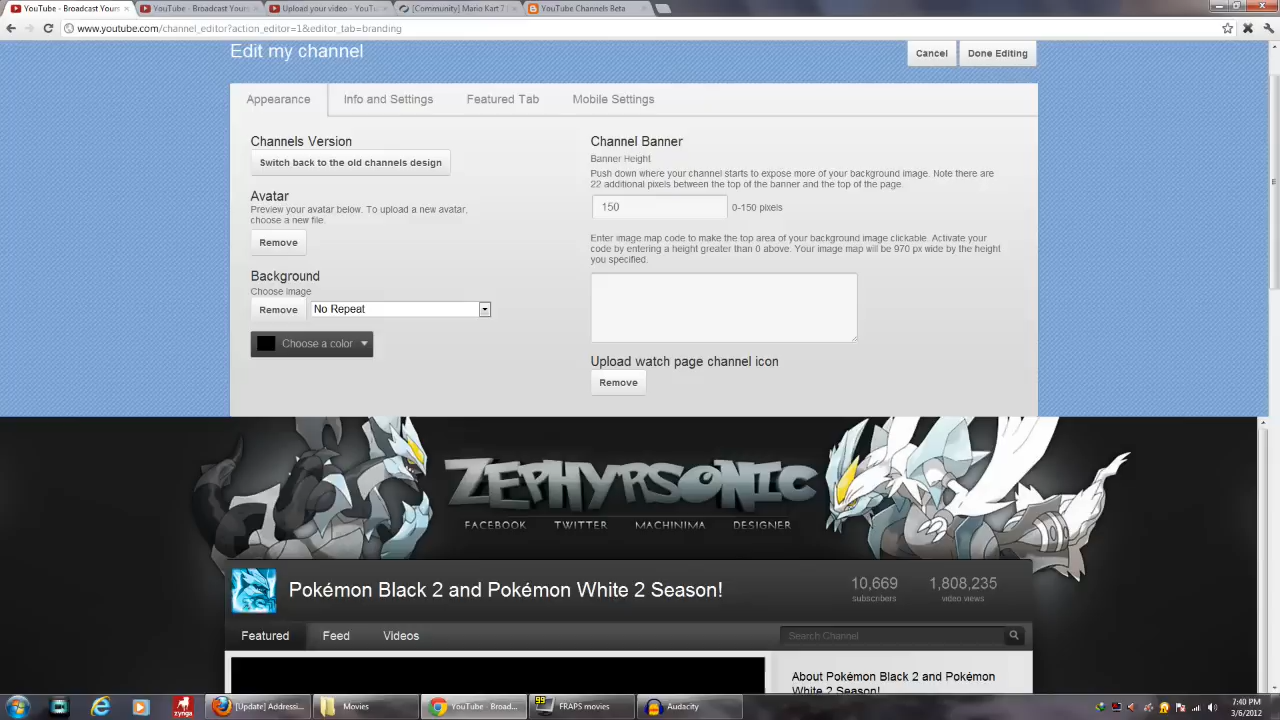 YouTube - Broadcast Yours
YouTube - Broadcast Yours
Upload your video - YouTu
[Community] Mario Kart 7
YouTube Channels Beta
www.youtube.com/channel_editor?action_editor=1&editor_tab=branding
Edit my channel
Cancel
Done Editing
Appearance
Info and Settings
Featured Tab
Mobile Settings
Channels Version
Switch back to the old channels design
Avatar
Preview your avatar below. To upload a new avatar,
choose a new file.
Remove
Background
Choose image
Remove
No Repeat
Choose a color
Channel Banner
Banner Height
Push down where your channel starts to expose more of your background image. Note there are
22 additional pixels between the top of the banner and the top of the page.
150
0-150 pixels
Enter image map code to make the top area of your background image clickable. Activate your
code by entering a height greater than 0 above. Your image map will be 970 px wide by the height
you specified.
Upload watch page channel icon
Remove
ZEPHYRSONIC
FACEBOOK TWITTER MACHINIMA DESIGNER
Pokémon Black 2 and Pokémon White 2 Season!
10,669
subscribers
1,808,235
video views
Featured
Feed
Videos
Search Channel
About Pokémon Black 2 and Pokémon
White 2 Season!
zynga
[Update] Addressi...
Movies
YouTube - Broad...
99
FRAPS movies
Audacity
7:40 PM
3/6/2012